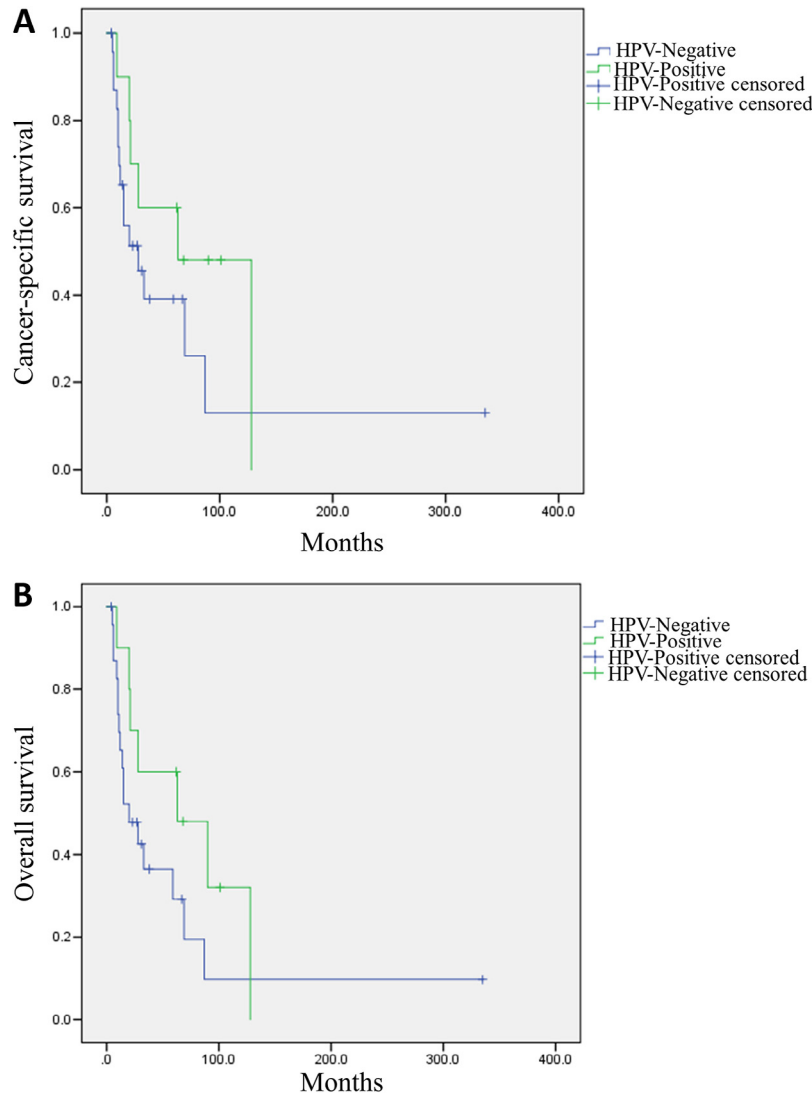 A
Cancer-specific survival
1.0
0.8
0.6
0.4
0.2
0.0
.0 100.0 200.0 300.0 400.0
Months
HPV-Negative
HPV-Positive
HPV-Positive censored
HPV-Negative censored
B
Overall survival
1.0
0.8
0.6
0.4
0.2
0.0
.0 100.0 200.0 300.0 400.0
Months
HPV-Negative
HPV-Positive
HPV-Positive censored
HPV-Negative censored